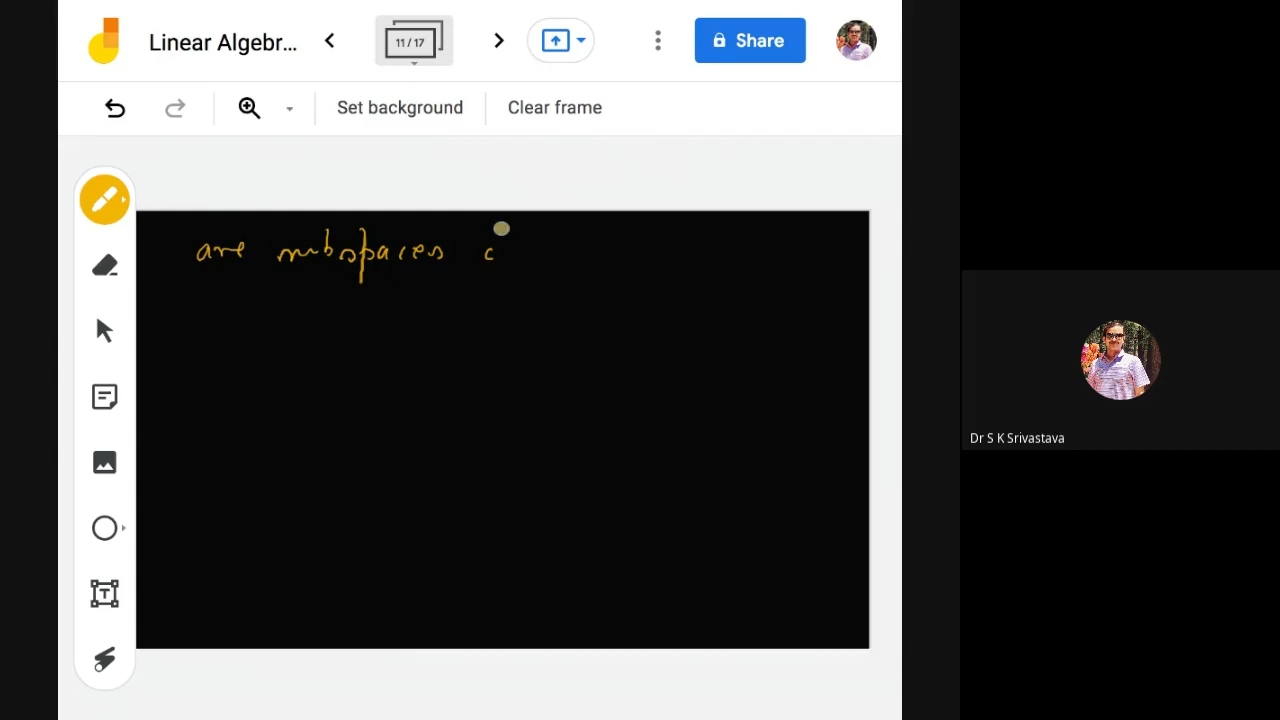 Linear Algebr...
11 / 17
Share
Set background
Clear frame
are subspaces
Dr S K Srivastava